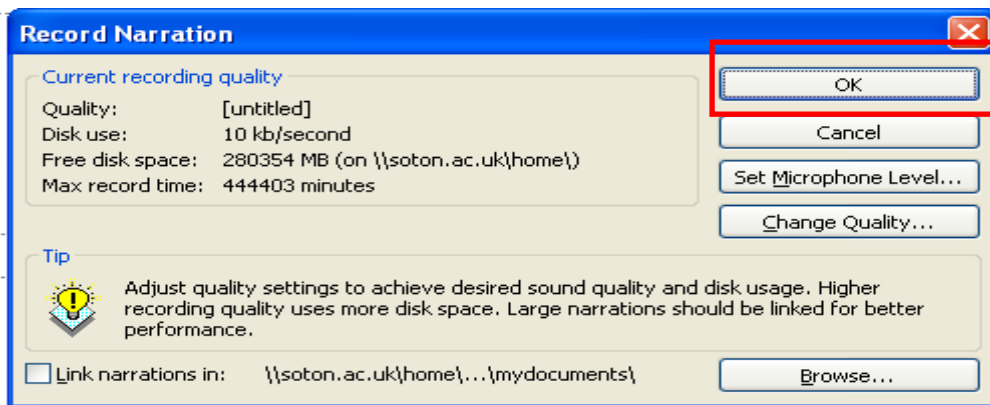 Record Narration
Current recording quality
Quality: [untitled]
Disk use: 10 kb/second
Free disk space: 280354 MB (on \\soton.ac.uk\home\)
Max record time: 444403 minutes
OK
Cancel
Set Microphone Level...
Change Quality...
Tip
Adjust quality settings to achieve desired sound quality and disk usage. Higher
recording quality uses more disk space. Large narrations should be linked for better
performance.
Link narrations in: \\soton.ac.uk\home\...\mydocuments\
Browse...